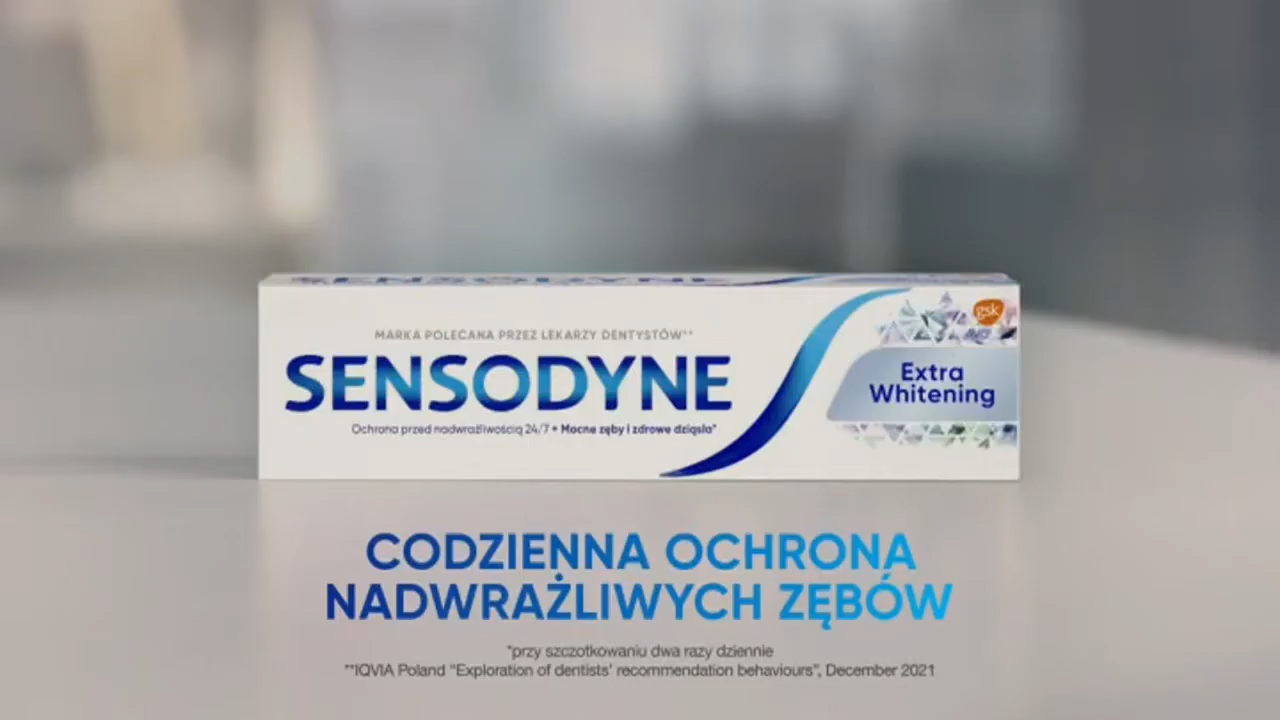 SENSODYNE
MARKA POLECANA PRZEZ LEKARZY DENTYSTÓW**
gsk
SENSODYNE
Extra
Whitening
Ochrona przed nadwrażliwością 24/7 • Mocne zęby i zdrowe dziąsła*
CODZIENNA OCHRONA
NADWRAŻLIWYCH ZĘBÓW
*przy szczotkowaniu dwa razy dziennie
**IQVIA Poland "Exploration of dentists' recommendation behaviours", December 2021